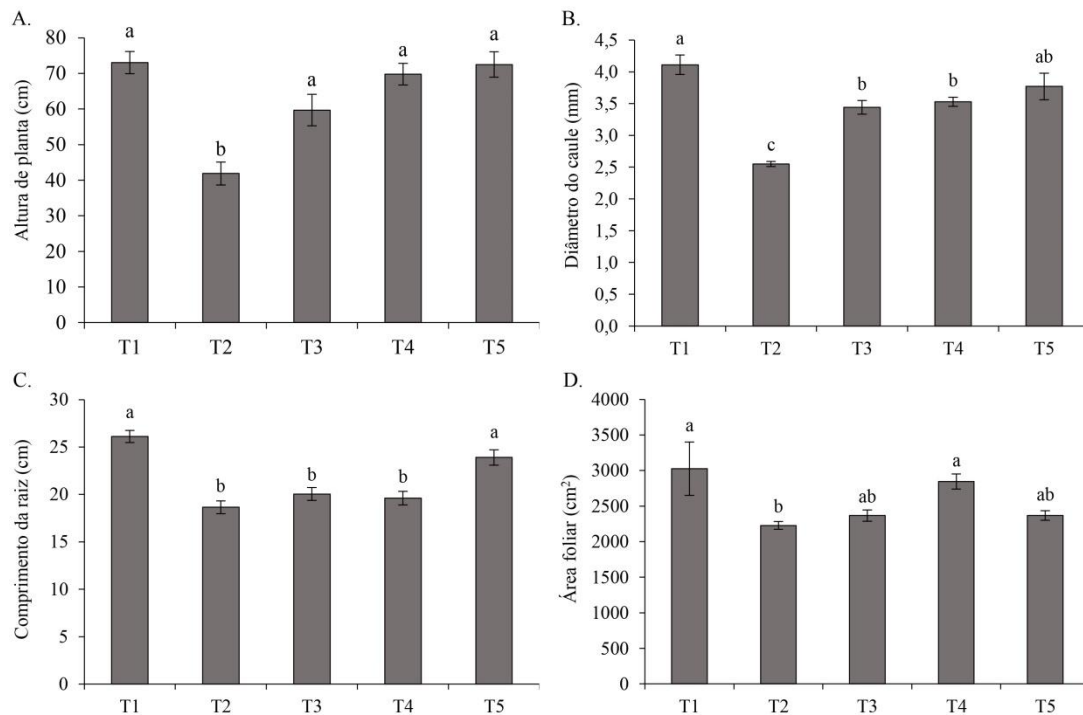 A.
Altura de planta (cm)
80
70
60
50
40
30
20
10
0
a
b
a
a
a
T1
T2
T3
T4
T5
B.
Diâmetro do caule (mm)
4,5
4,0
3,5
3,0
2,5
2,0
1,5
1,0
0,5
0,0
a
c
b
b
ab
T1
T2
T3
T4
T5
C.
Comprimento da raiz (cm)
30
25
20
15
10
5
0
a
b
b
b
a
T1
T2
T3
T4
T5
D.
Área foliar (cm²)
4000
3500
3000
2500
2000
1500
1000
500
0
a
b
ab
a
ab
T1
T2
T3
T4
T5